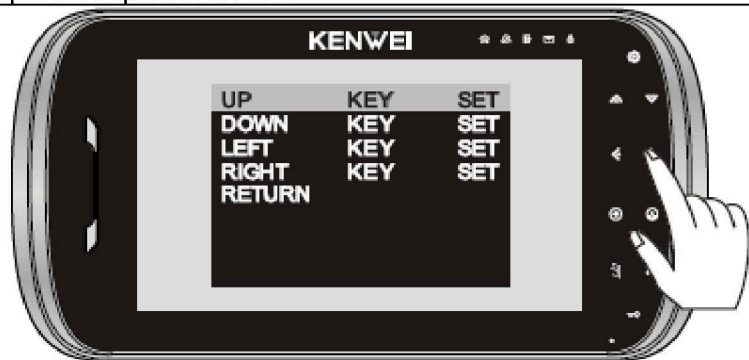 KENWEI
UP KEY SET
DOWN KEY SET
LEFT KEY SET
RIGHT KEY SET
RETURN